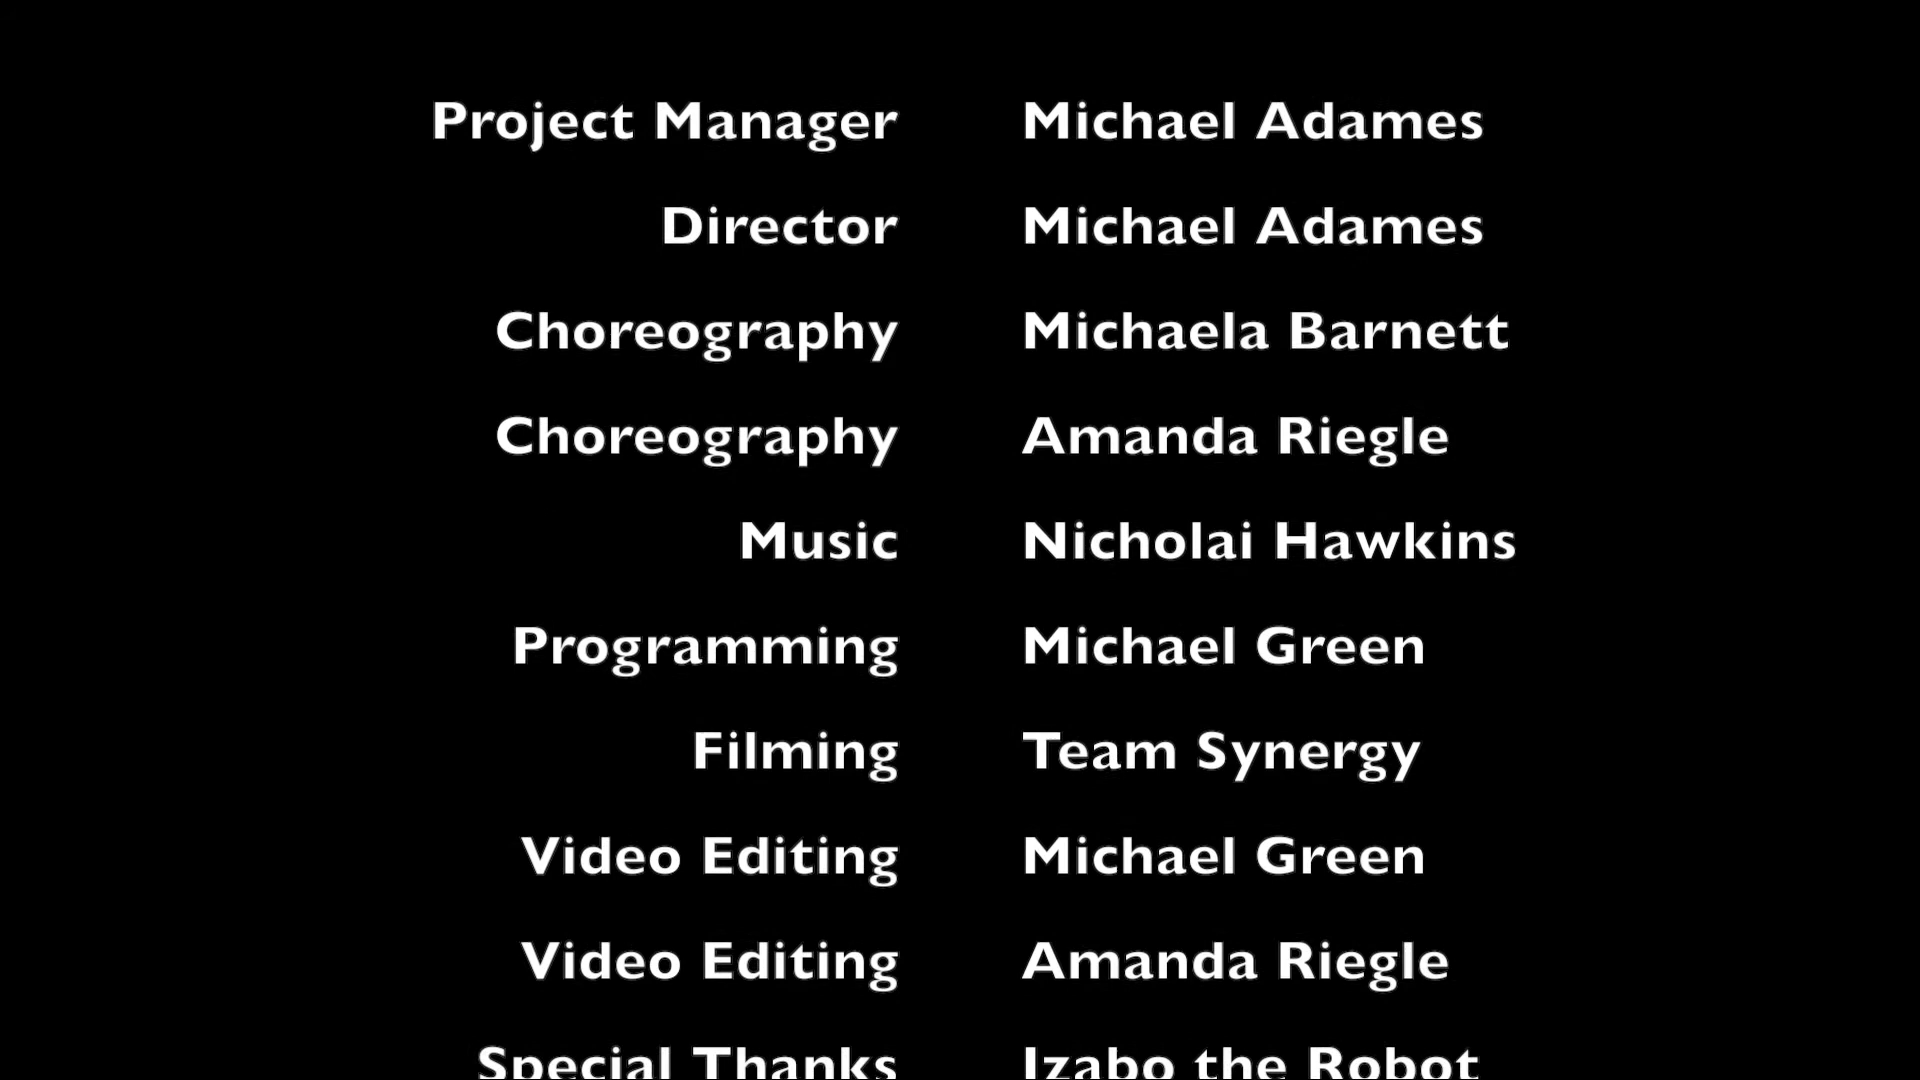 Project Manager Michael Adames
Director Michael Adames
Choreography Michaela Barnett
Choreography Amanda Riegle
Music Nicholai Hawkins
Programming Michael Green
Filming Team Synergy
Video Editing Michael Green
Video Editing Amanda Riegle
Special Thanks Izabo the Robot